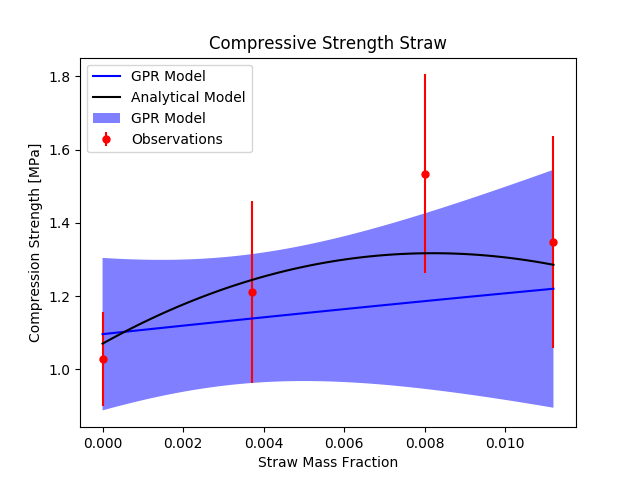 Compressive Strength Straw
GPR Model
Analytical Model
GPR Model
Observations
Compression Strength [MPa]
1.8
1.6
1.4
1.2
1.0
0.000 0.002 0.004 0.006 0.008 0.010
Straw Mass Fraction